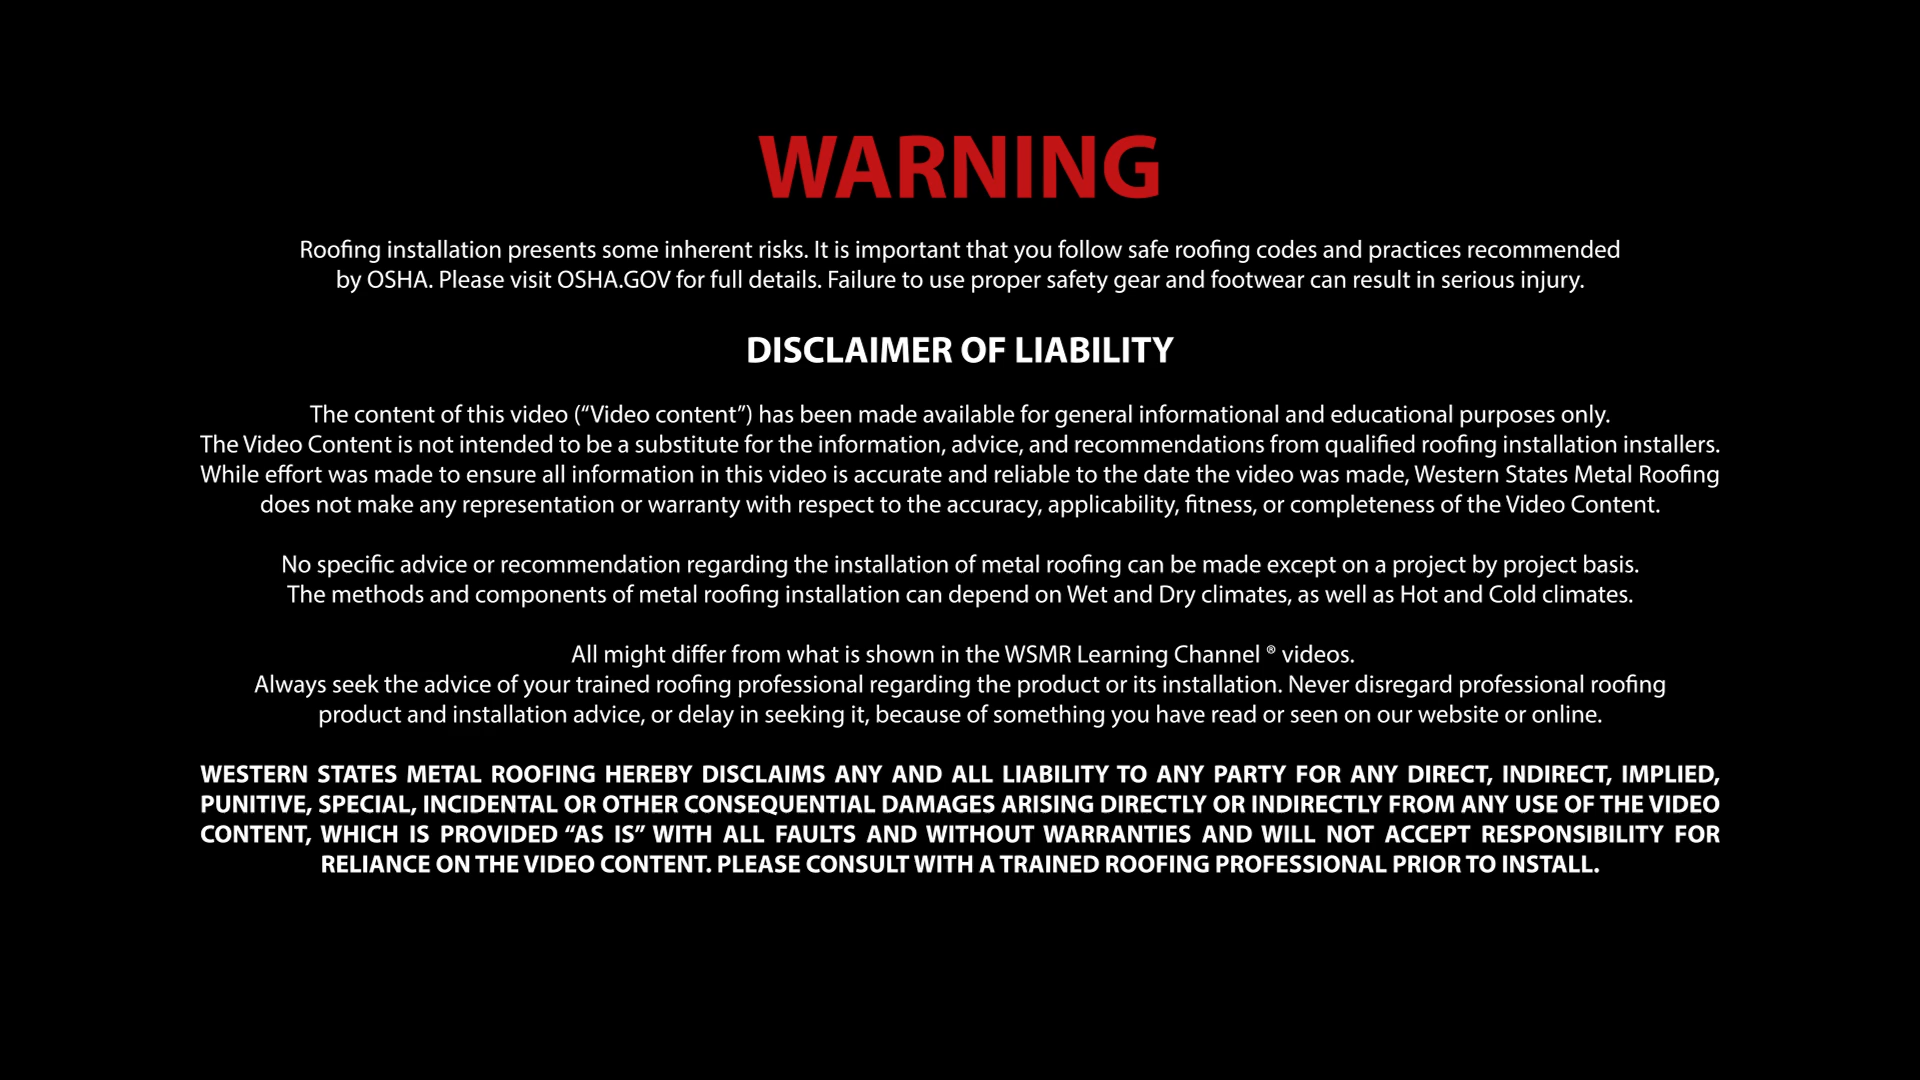 WARNING
Roofing installation presents some inherent risks. It is important that you follow safe roofing codes and practices recommended
by OSHA. Please visit OSHA.GOV for full details. Failure to use proper safety gear and footwear can result in serious injury.
DISCLAIMER OF LIABILITY
The content of this video (“Video content”) has been made available for general informational and educational purposes only.
The Video Content is not intended to be a substitute for the information, advice, and recommendations from qualified roofing installation installers.
While effort was made to ensure all information in this video is accurate and reliable to the date the video was made, Western States Metal Roofing
does not make any representation or warranty with respect to the accuracy, applicability, fitness, or completeness of the Video Content.
No specific advice or recommendation regarding the installation of metal roofing can be made except on a project by project basis.
The methods and components of metal roofing installation can depend on Wet and Dry climates, as well as Hot and Cold climates.
All might differ from what is shown in the WSMR Learning Channel ® videos.
Always seek the advice of your trained roofing professional regarding the product or its installation. Never disregard professional roofing
product and installation advice, or delay in seeking it, because of something you have read or seen on our website or online.
WESTERN STATES METAL ROOFING HEREBY DISCLAIMS ANY AND ALL LIABILITY TO ANY PARTY FOR ANY DIRECT, INDIRECT, IMPLIED,
PUNITIVE, SPECIAL, INCIDENTAL OR OTHER CONSEQUENTIAL DAMAGES ARISING DIRECTLY OR INDIRECTLY FROM ANY USE OF THE VIDEO
CONTENT, WHICH IS PROVIDED “AS IS” WITH ALL FAULTS AND WITHOUT WARRANTIES AND WILL NOT ACCEPT RESPONSIBILITY FOR
RELIANCE ON THE VIDEO CONTENT. PLEASE CONSULT WITH A TRAINED ROOFING PROFESSIONAL PRIOR TO INSTALL.